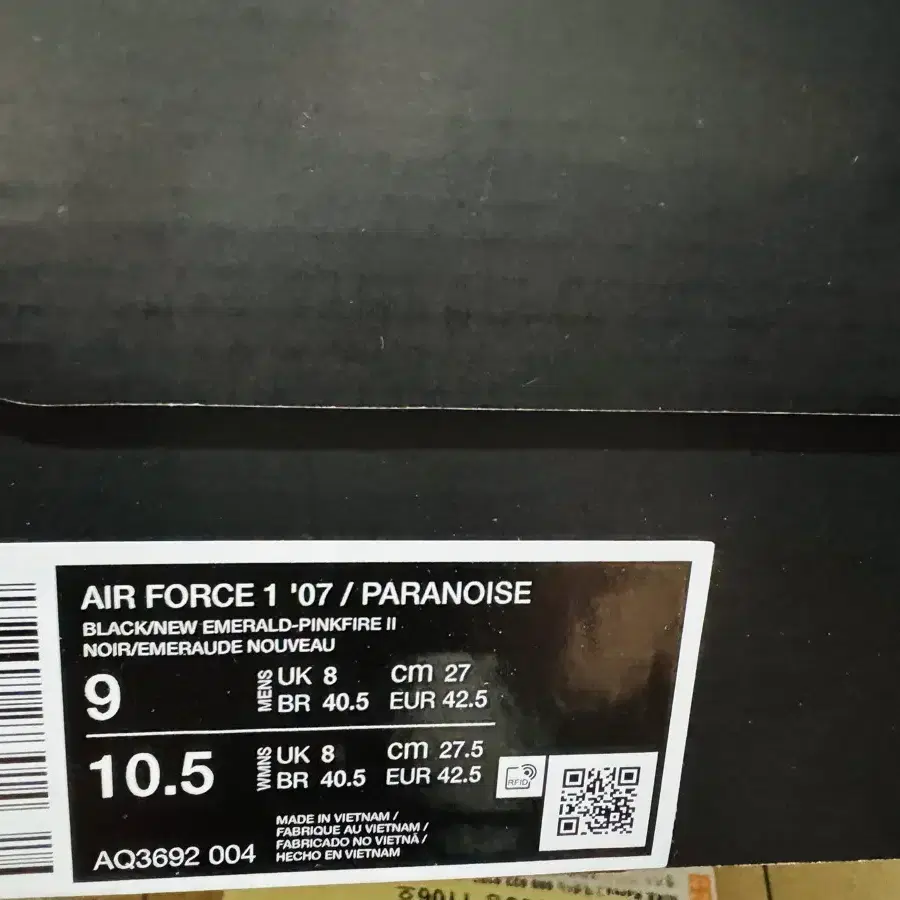 AIR FORCE 1 '07 / PARANOISE
BLACK/NEW EMERALD-PINKFIRE II
NOIR/EMERAUDE NOUVEAU
9 MENS UK 8 cm 27
BR 40.5 EUR 42.5
10.5 WMNS UK 8 cm 27.5
BR 40.5 EUR 42.5
RFID
MADE IN VIETNAM /
FABRIQUE AU VIETNAM /
FABRICADO NO VIETNÃ /
HECHO EN VIETNAM
AQ3692 004